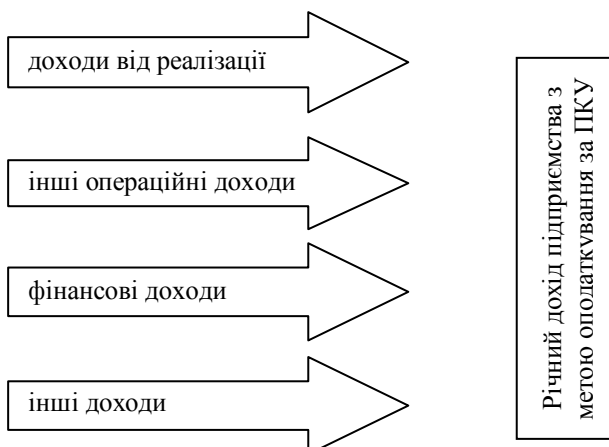 доходи від реалізації
інші операційні доходи
фінансові доходи
інші доходи
Річний дохід підприємства з
метою оподаткування за ПКУ